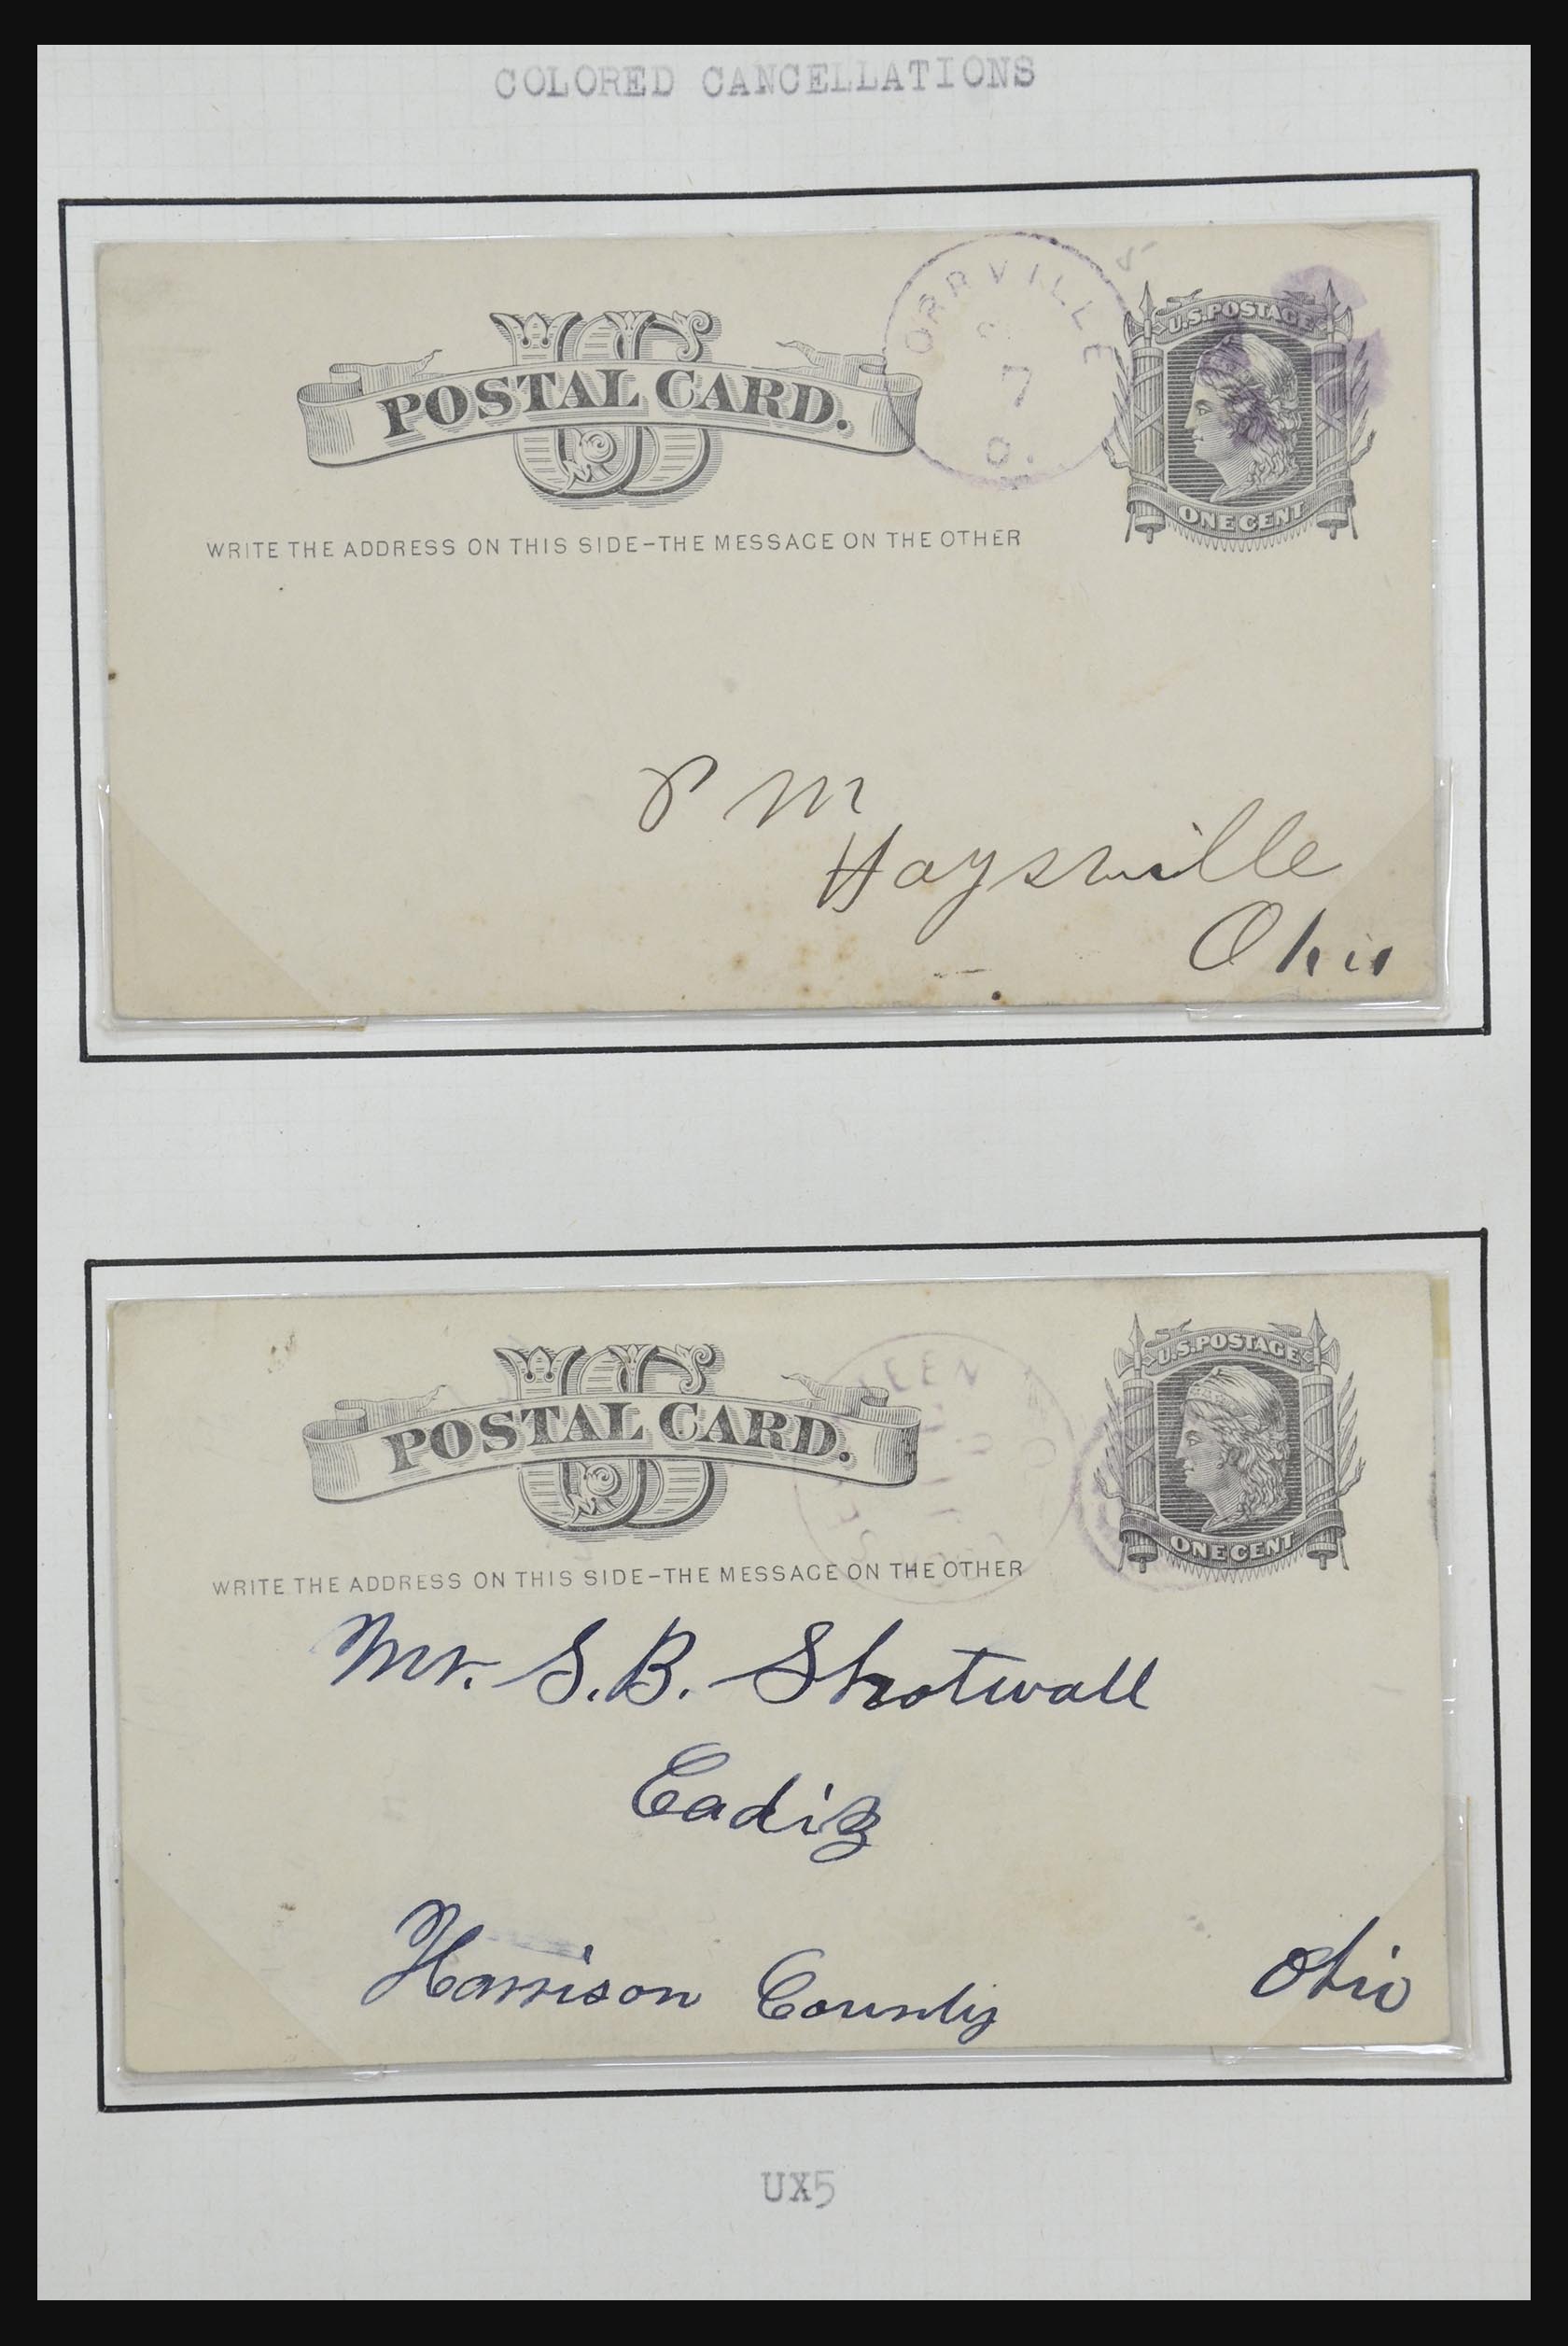 COLORED CANCELLATIONS
ORRVILLE
7
O.
U.S. POSTAGE
US
POSTAL CARD.
ONE CENT
WRITE THE ADDRESS ON THIS SIDE-THE MESSAGE ON THE OTHER
P M
Haysville
Ohio
U.S. POSTAGE
US
POSTAL CARD.
ONE CENT
WRITE THE ADDRESS ON THIS SIDE-THE MESSAGE ON THE OTHER
Mr. S. B. Shotwall
Cadiz
Harrison County Ohio
UX5